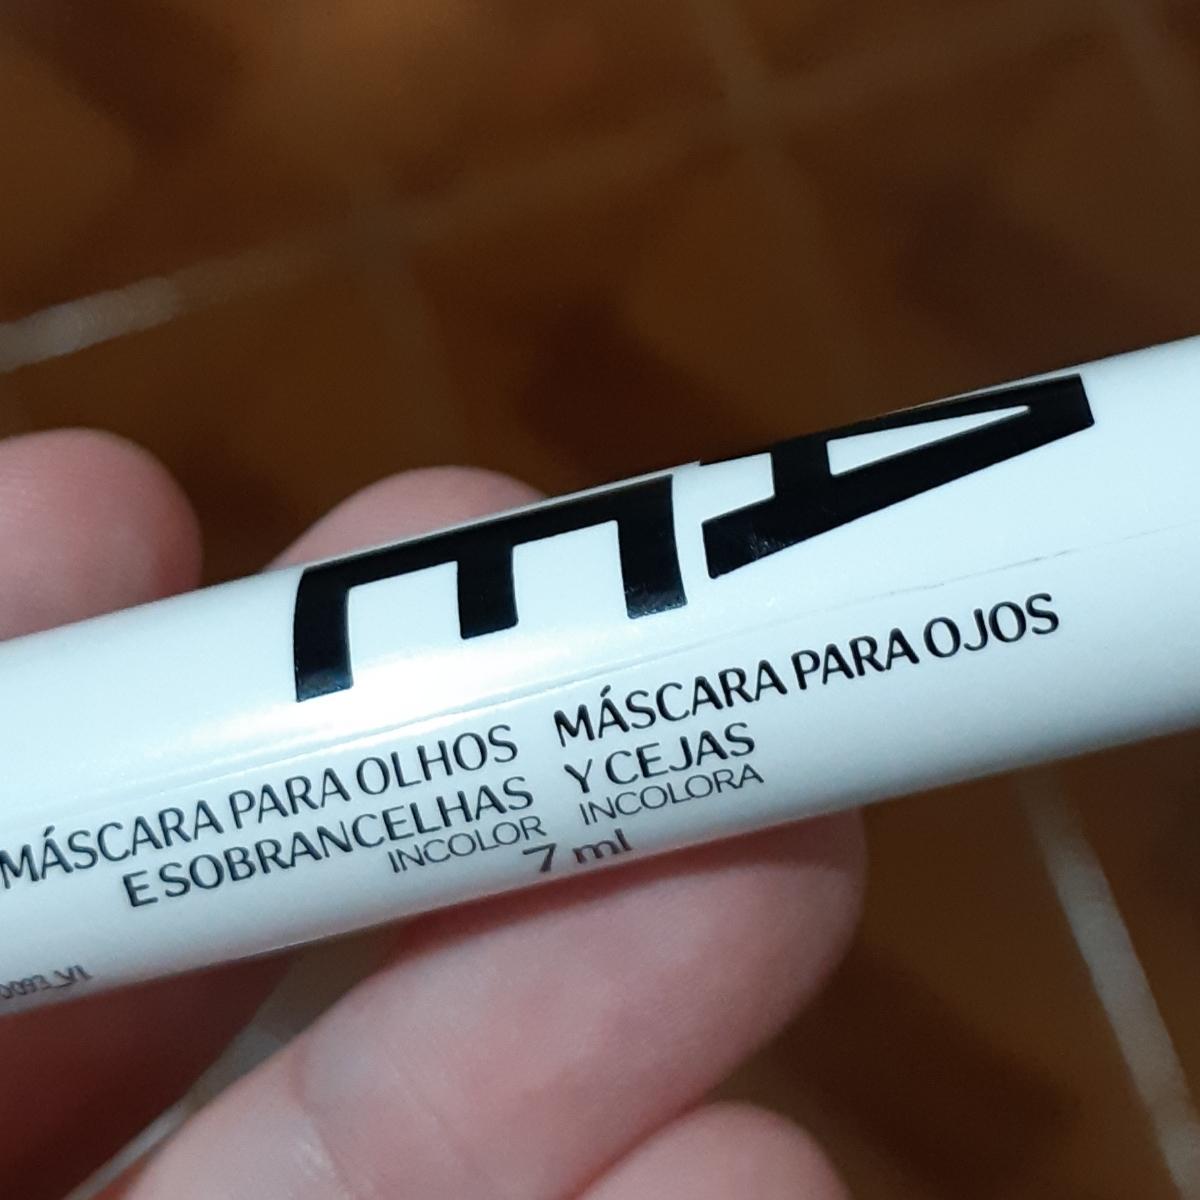 MÁSCARA PARA OLHOS
E SOBRANCELHAS
INCOLOR
MÁSCARA PARA OJOS
Y CEJAS
INCOLORA
7 ml